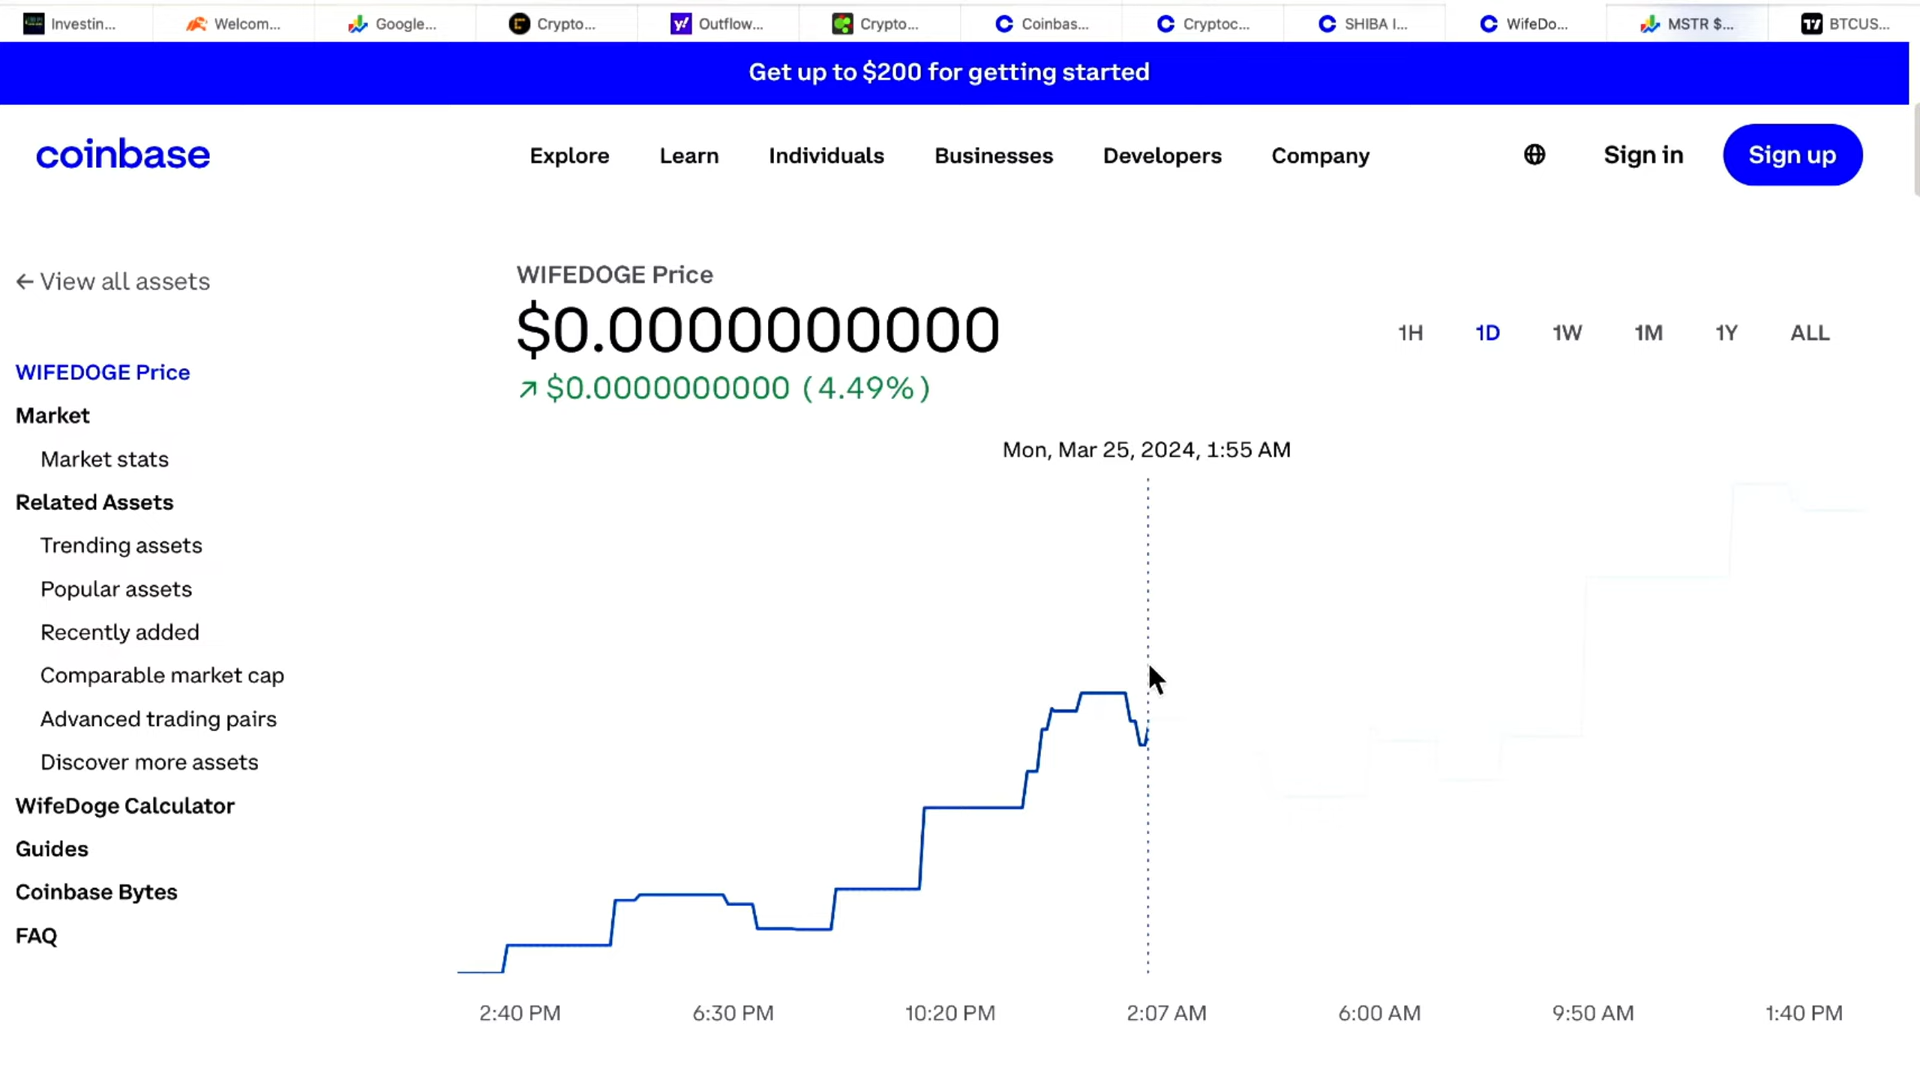 Investin...
Welcom...
Google...
Crypto...
Outflow...
Crypto...
Coinbas...
Cryptoc...
SHIBA I...
WifeDo...
MSTR $...
BTCUS...
Get up to $200 for getting started
coinbase
Explore
Learn
Individuals
Businesses
Developers
Company
Sign in
Sign up
← View all assets
WIFEDOGE Price
Market
Market stats
Related Assets
Trending assets
Popular assets
Recently added
Comparable market cap
Advanced trading pairs
Discover more assets
WifeDoge Calculator
Guides
Coinbase Bytes
FAQ
WIFEDOGE Price
$0.0000000000
↗ $0.0000000000 (4.49%)
1H
1D
1W
1M
1Y
ALL
Mon, Mar 25, 2024, 1:55 AM
2:40 PM
6:30 PM
10:20 PM
2:07 AM
6:00 AM
9:50 AM
1:40 PM